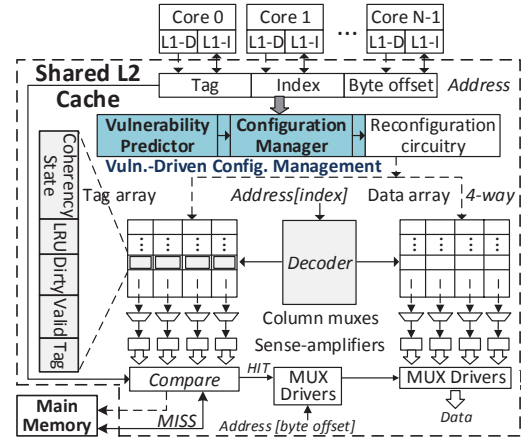 Core 0 Core 1 Core N-1
L1-D L1-I L1-D L1-I ... L1-D L1-I
Shared L2
Cache
Tag Index Byte offset Address
Vulnerability
Predictor
Configuration
Manager
Reconfiguration
circuitry
Vuln.-Driven Config. Management
Coherency
State
LRU
Dirty
Valid
Tag
Tag array
Address[index]
Data array
4-way
Decoder
Column muxes
Sense-amplifiers
Compare
HIT
MUX
Drivers
MUX Drivers
Main
Memory
MISS
Address [byte offset]
Data